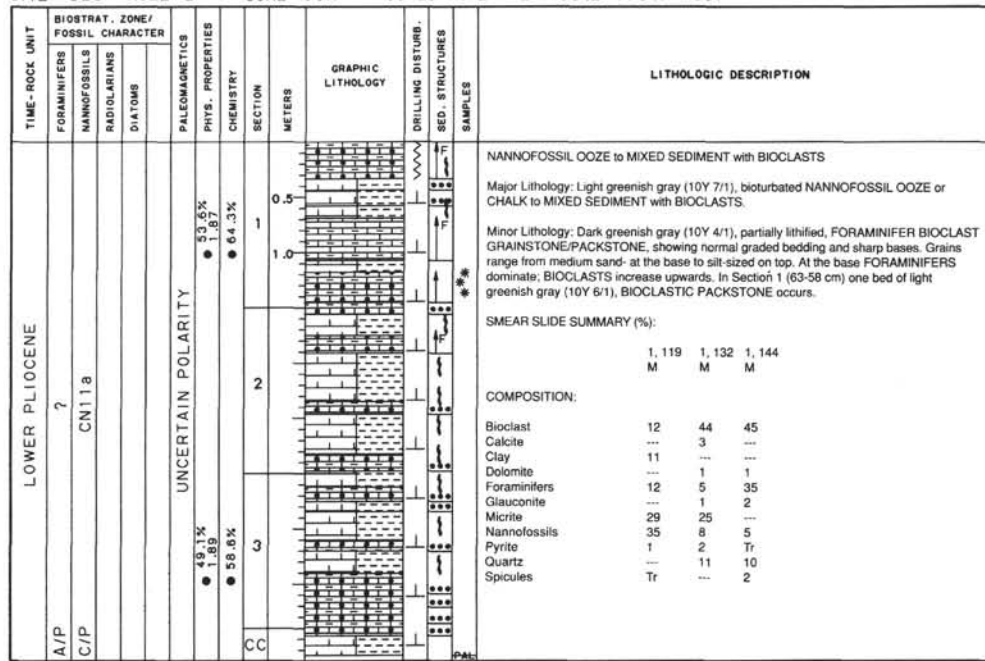 BIOSTRAT. ZONE/
FOSSIL CHARACTER
TIME-ROCK UNIT
FORAMINIFERS
NANNOFOSSILS
RADIOLARIANS
DIATOMS
PALEOMAGNETICS
PHYS. PROPERTIES
CHEMISTRY
SECTION
METERS
GRAPHIC
LITHOLOGY
DRILLING DISTURB.
SED. STRUCTURES
SAMPLES
LITHOLOGIC DESCRIPTION
LOWER PLIOCENE
A/P
?
C/P
CN11a
UNCERTAIN POLARITY
● 53.6%
1.87
● 64.3%
● 49.1%
1.89
● 58.6%
1
0.5
1.0
2
3
CC
F
F
F
*
*
*
PAL
NANNOFOSSIL OOZE to MIXED SEDIMENT with BIOCLASTS
Major Lithology: Light greenish gray (10Y 7/1), bioturbated NANNOFOSSIL OOZE or
CHALK to MIXED SEDIMENT with BIOCLASTS.
Minor Lithology: Dark greenish gray (10Y 4/1), partially lithified, FORAMINIFER BIOCLAST
GRAINSTONE/PACKSTONE, showing normal graded bedding and sharp bases. Grains
range from medium sand- at the base to silt-sized on top. At the base FORAMINIFERS
dominate; BIOCLASTS increase upwards. In Section 1 (63-58 cm) one bed of light
greenish gray (10Y 6/1), BIOCLASTIC PACKSTONE occurs.
SMEAR SLIDE SUMMARY (%):
1, 119 1, 132 1, 144
M M M
COMPOSITION:
Bioclast 12 44 45
Calcite --- 3 ---
Clay 11 --- ---
Dolomite --- 1 1
Foraminifers 12 5 35
Glauconite --- 1 2
Micrite 29 25 ---
Nannofossils 35 8 5
Pyrite 1 2 Tr
Quartz --- 11 10
Spicules Tr --- 2